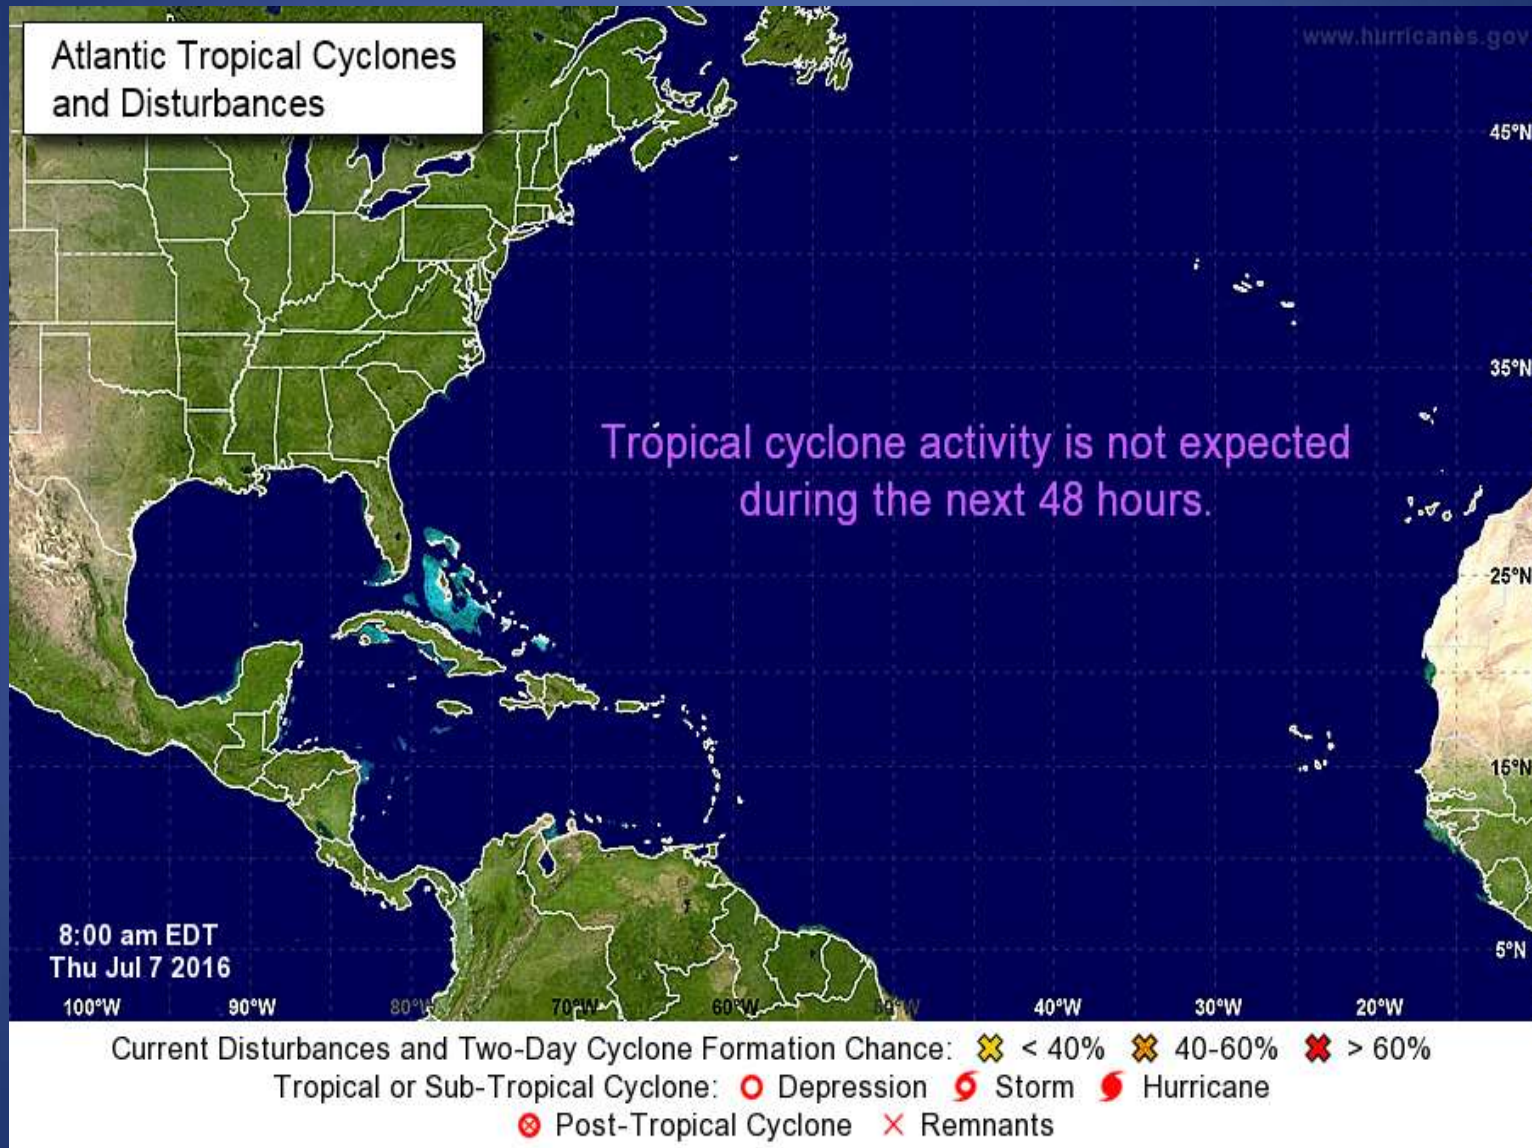 Atlantic Tropical Cyclones
and Disturbances
www.hurricanes.gov
45°N
35°N
Tropical cyclone activity is not expected
during the next 48 hours.
25°N
15°N
8:00 am EDT
Thu Jul 7 2016
5°N
100°W 90°W 80°W 70°W 60°W 50°W 40°W 30°W 20°W
Current Disturbances and Two-Day Cyclone Formation Chance: < 40% 40-60% > 60%
Tropical or Sub-Tropical Cyclone: Depression Storm Hurricane
Post-Tropical Cyclone Remnants